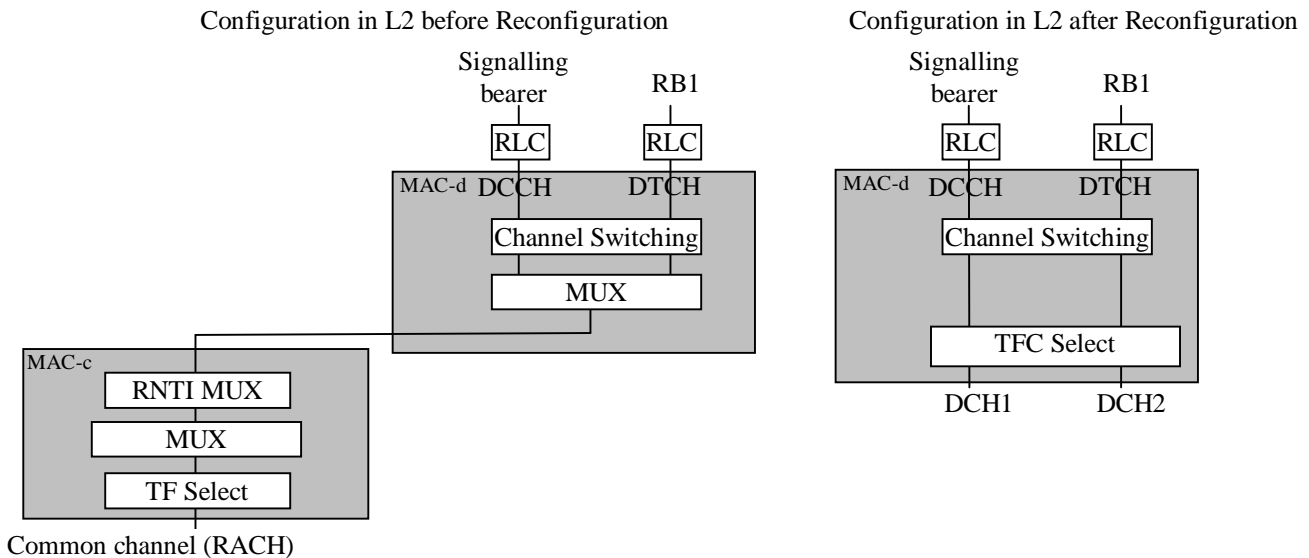 Configuration in L2 before Reconfiguration
Signalling
bearer
RB1
RLC
RLC
MAC-d
DCCH
DTCH
Channel Switching
MUX
MAC-c
RNTI MUX
MUX
TF Select
Common channel (RACH)
Configuration in L2 after Reconfiguration
Signalling
bearer
RB1
RLC
RLC
MAC-d
DCCH
DTCH
Channel Switching
TFC Select
DCH1
DCH2